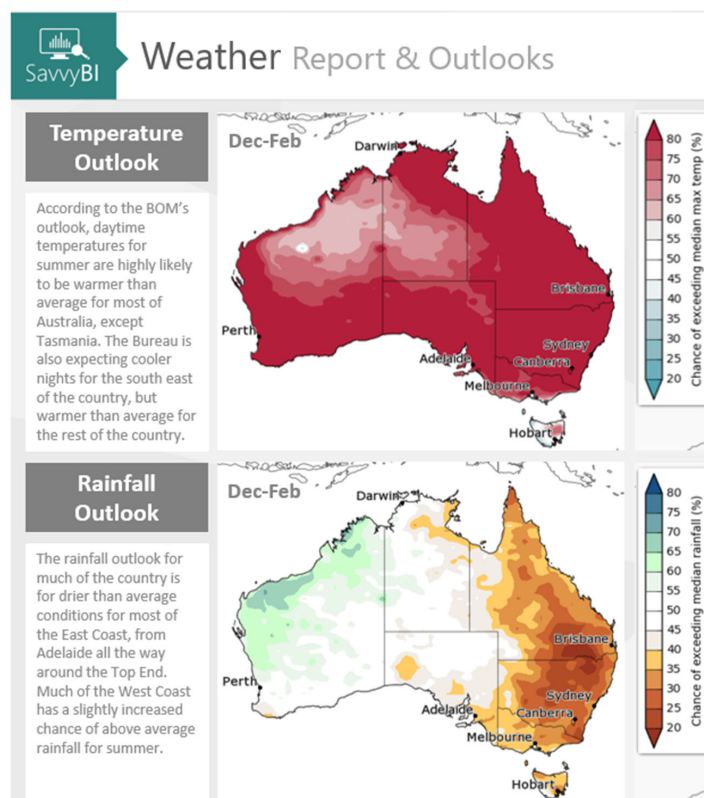 SavvyBI
Weather Report & Outlooks
Temperature
Outlook
According to the BOM's
outlook, daytime
temperatures for
summer are highly likely
to be warmer than
average for most of
Australia, except
Tasmania. The Bureau is
also expecting cooler
nights for the south east
of the country, but
warmer than average for
the rest of the country.
Dec-Feb
Darwin
Brisbane
Perth
Sydney
Adelaide
Canberra
Melbourne
Hobart
80
75
70
65
60
55
50
45
40
35
30
25
20
Chance of exceeding median max temp (%)
Rainfall
Outlook
The rainfall outlook for
much of the country is
for drier than average
conditions for most of
the East Coast, from
Adelaide all the way
around the Top End.
Much of the West Coast
has a slightly increased
chance of above average
rainfall for summer.
Dec-Feb
Darwin
Brisbane
Perth
Sydney
Adelaide
Canberra
Melbourne
Hobart
80
75
70
65
60
55
50
45
40
35
30
25
20
Chance of exceeding median rainfall (%)